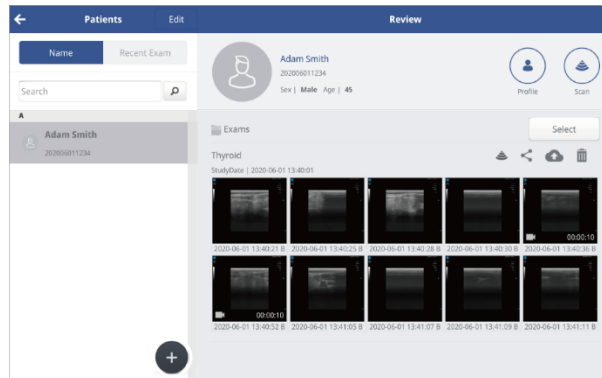 Patients
Edit
Review
Name
Recent Exam
Search
A
Adam Smith
202006011234
Adam Smith
202006011234
Sex | Male Age | 45
Profile
Scan
Exams
Select
Thyroid
StudyDate | 2020-06-01 13:40:01
00:00:10
2020-06-01 13:40:21 B 2020-06-01 13:40:25 B 2020-06-01 13:40:28 B 2020-06-01 13:40:30 B 2020-06-01 13:40:36 B
00:00:10
2020-06-01 13:40:52 B 2020-06-01 13:41:05 B 2020-06-01 13:41:07 B 2020-06-01 13:41:09 B 2020-06-01 13:41:11 B